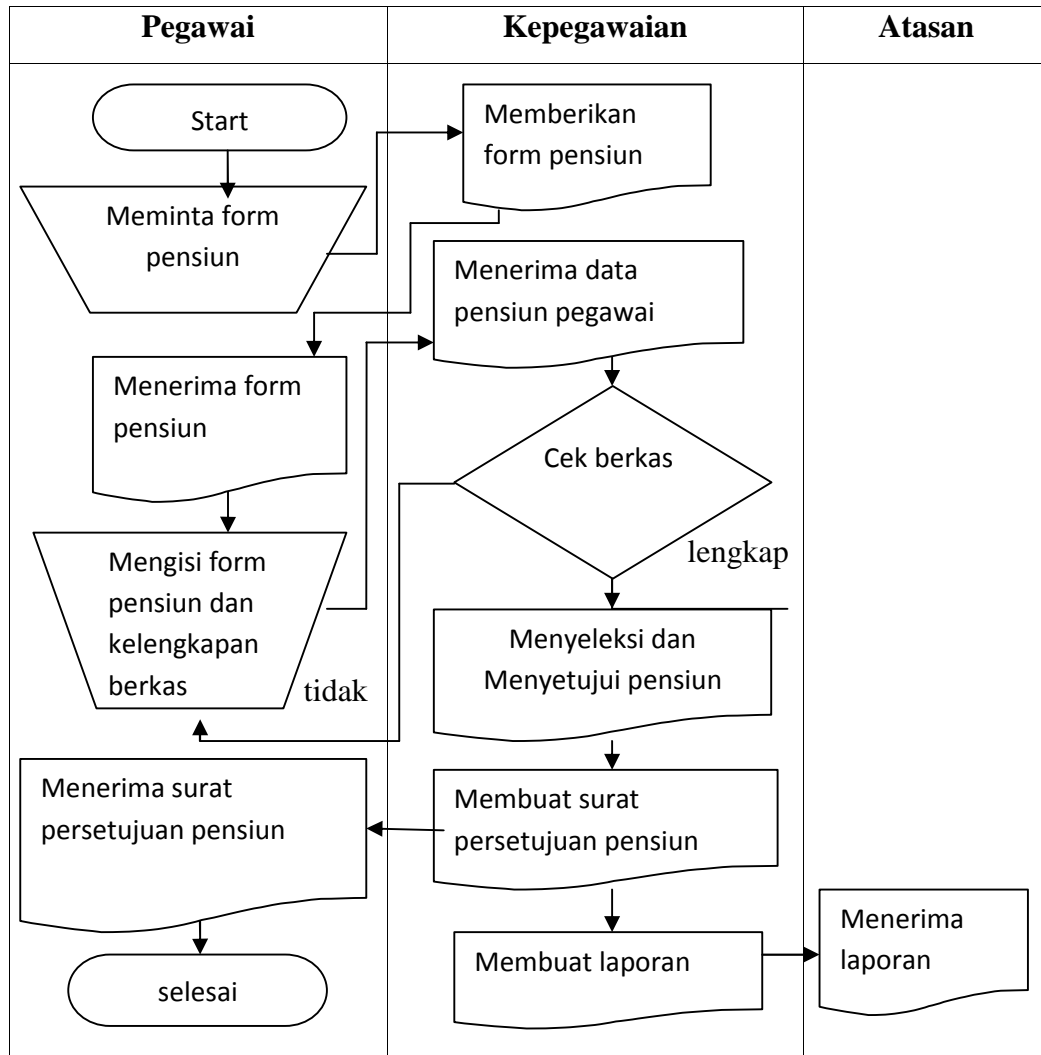 Pegawai
Kepegawaian
Atasan
Start
Memberikan
form pensiun
Meminta form
pensiun
Menerima data
pensiun pegawai
Menerima form
pensiun
Cek berkas
lengkap
Mengisi form
pensiun dan
kelengkapan
berkas
tidak
Menyeleksi dan
Menyetujui pensiun
Menerima surat
persetujuan pensiun
Membuat surat
persetujuan pensiun
Membuat laporan
Menerima
laporan
selesai